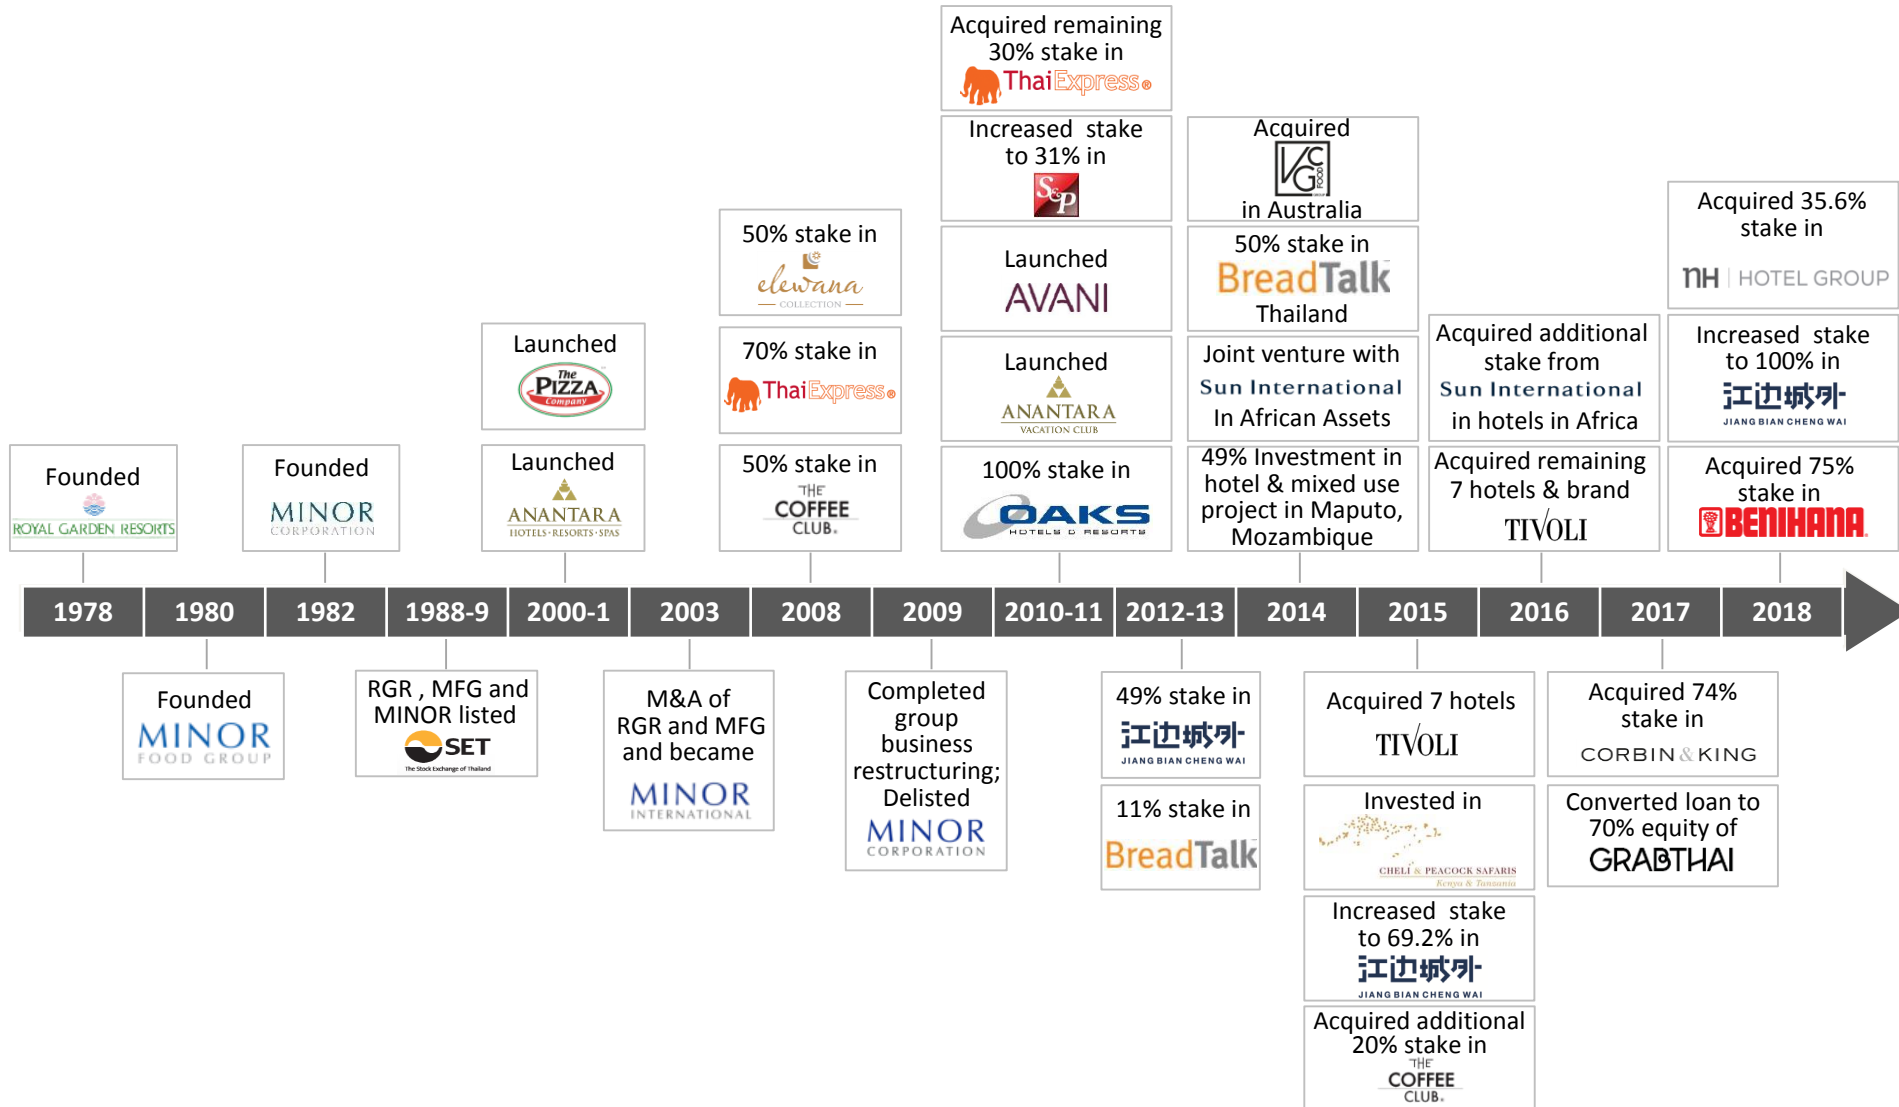 Acquired remaining
30% stake in
ThaiExpress®
Increased stake
to 31% in
S&P
Launched
AVANI
Launched
ANANTARA
VACATION CLUB
100% stake in
OAKS
HOTELS & RESORTS
Acquired
VCG
FOOD
in Australia
50% stake in
BreadTalk
Thailand
Joint venture with
Sun International
In African Assets
49% Investment in
hotel & mixed use
project in Maputo,
Mozambique
Acquired 35.6%
stake in
nH | HOTEL GROUP
Increased stake
to 100% in
江边城外
JIANG BIAN CHENG WAI
Acquired 75%
stake in
BENIHANA
50% stake in
elewana
COLLECTION
70% stake in
ThaiExpress®
50% stake in
THE
COFFEE
CLUB®
Launched
The
PIZZA
Company
Launched
ANANTARA
HOTELS·RESORTS·SPAS
Acquired additional
stake from
Sun International
in hotels in Africa
Acquired remaining
7 hotels & brand
TIVOLI
Founded
ROYAL GARDEN RESORTS
Founded
MINOR
CORPORATION
1978 1980 1982 1988-9 2000-1 2003 2008 2009 2010-11 2012-13 2014 2015 2016 2017 2018
Founded
MINOR
FOOD GROUP
RGR , MFG and
MINOR listed
SET
The Stock Exchange of Thailand
M&A of
RGR and MFG
and became
MINOR
INTERNATIONAL
Completed
group
business
restructuring;
Delisted
MINOR
CORPORATION
49% stake in
江边城外
JIANG BIAN CHENG WAI
11% stake in
BreadTalk
Acquired 7 hotels
TIVOLI
Invested in
CHELI & PEACOCK SAFARIS
Kenya & Tanzania
Increased stake
to 69.2% in
江边城外
JIANG BIAN CHENG WAI
Acquired additional
20% stake in
THE
COFFEE
CLUB®
Acquired 74%
stake in
CORBIN & KING
Converted loan to
70% equity of
GRABTHAI